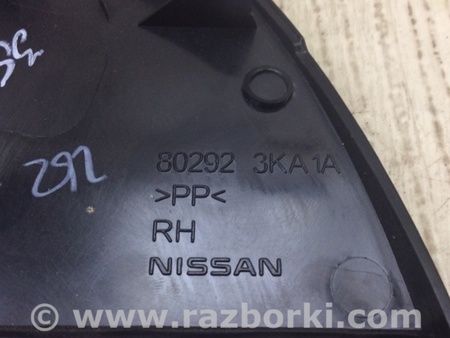 292
80292 3KA1A
>PP<
RH
NISSAN
© www.razborki.com